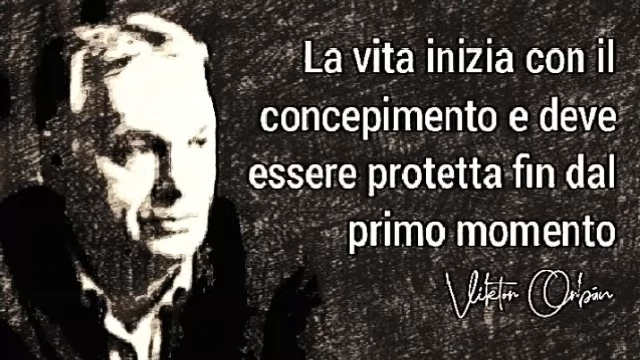 La vita inizia con il
concepimento e deve
essere protetta fin dal
primo momento
Viktor Orbán